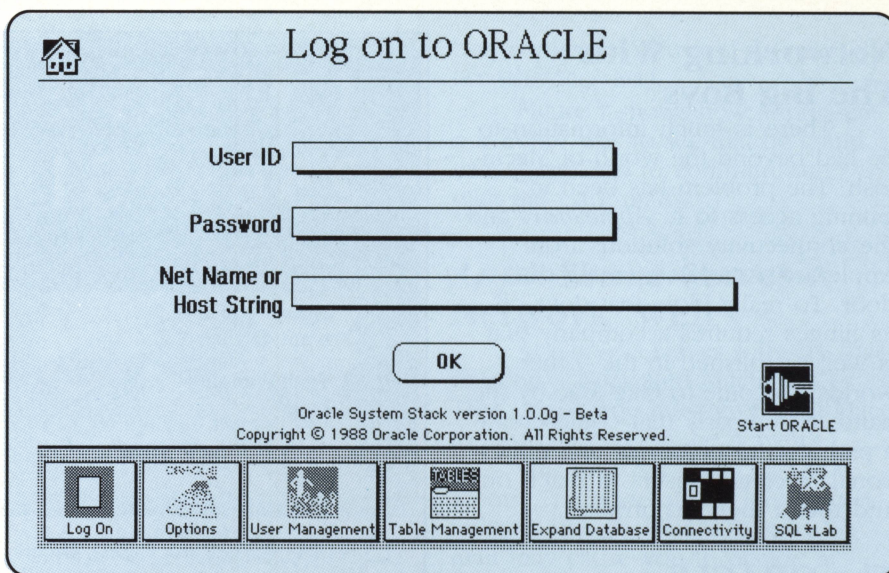 Log on to ORACLE
User ID
Password
Net Name or
Host String
OK
Start ORACLE
Oracle System Stack version 1.0.0g - Beta
Copyright © 1988 Oracle Corporation. All Rights Reserved.
ORACLE
TABLES
Log On
Options
User Management
Table Management
Expand Database
Connectivity
SQL*Lab